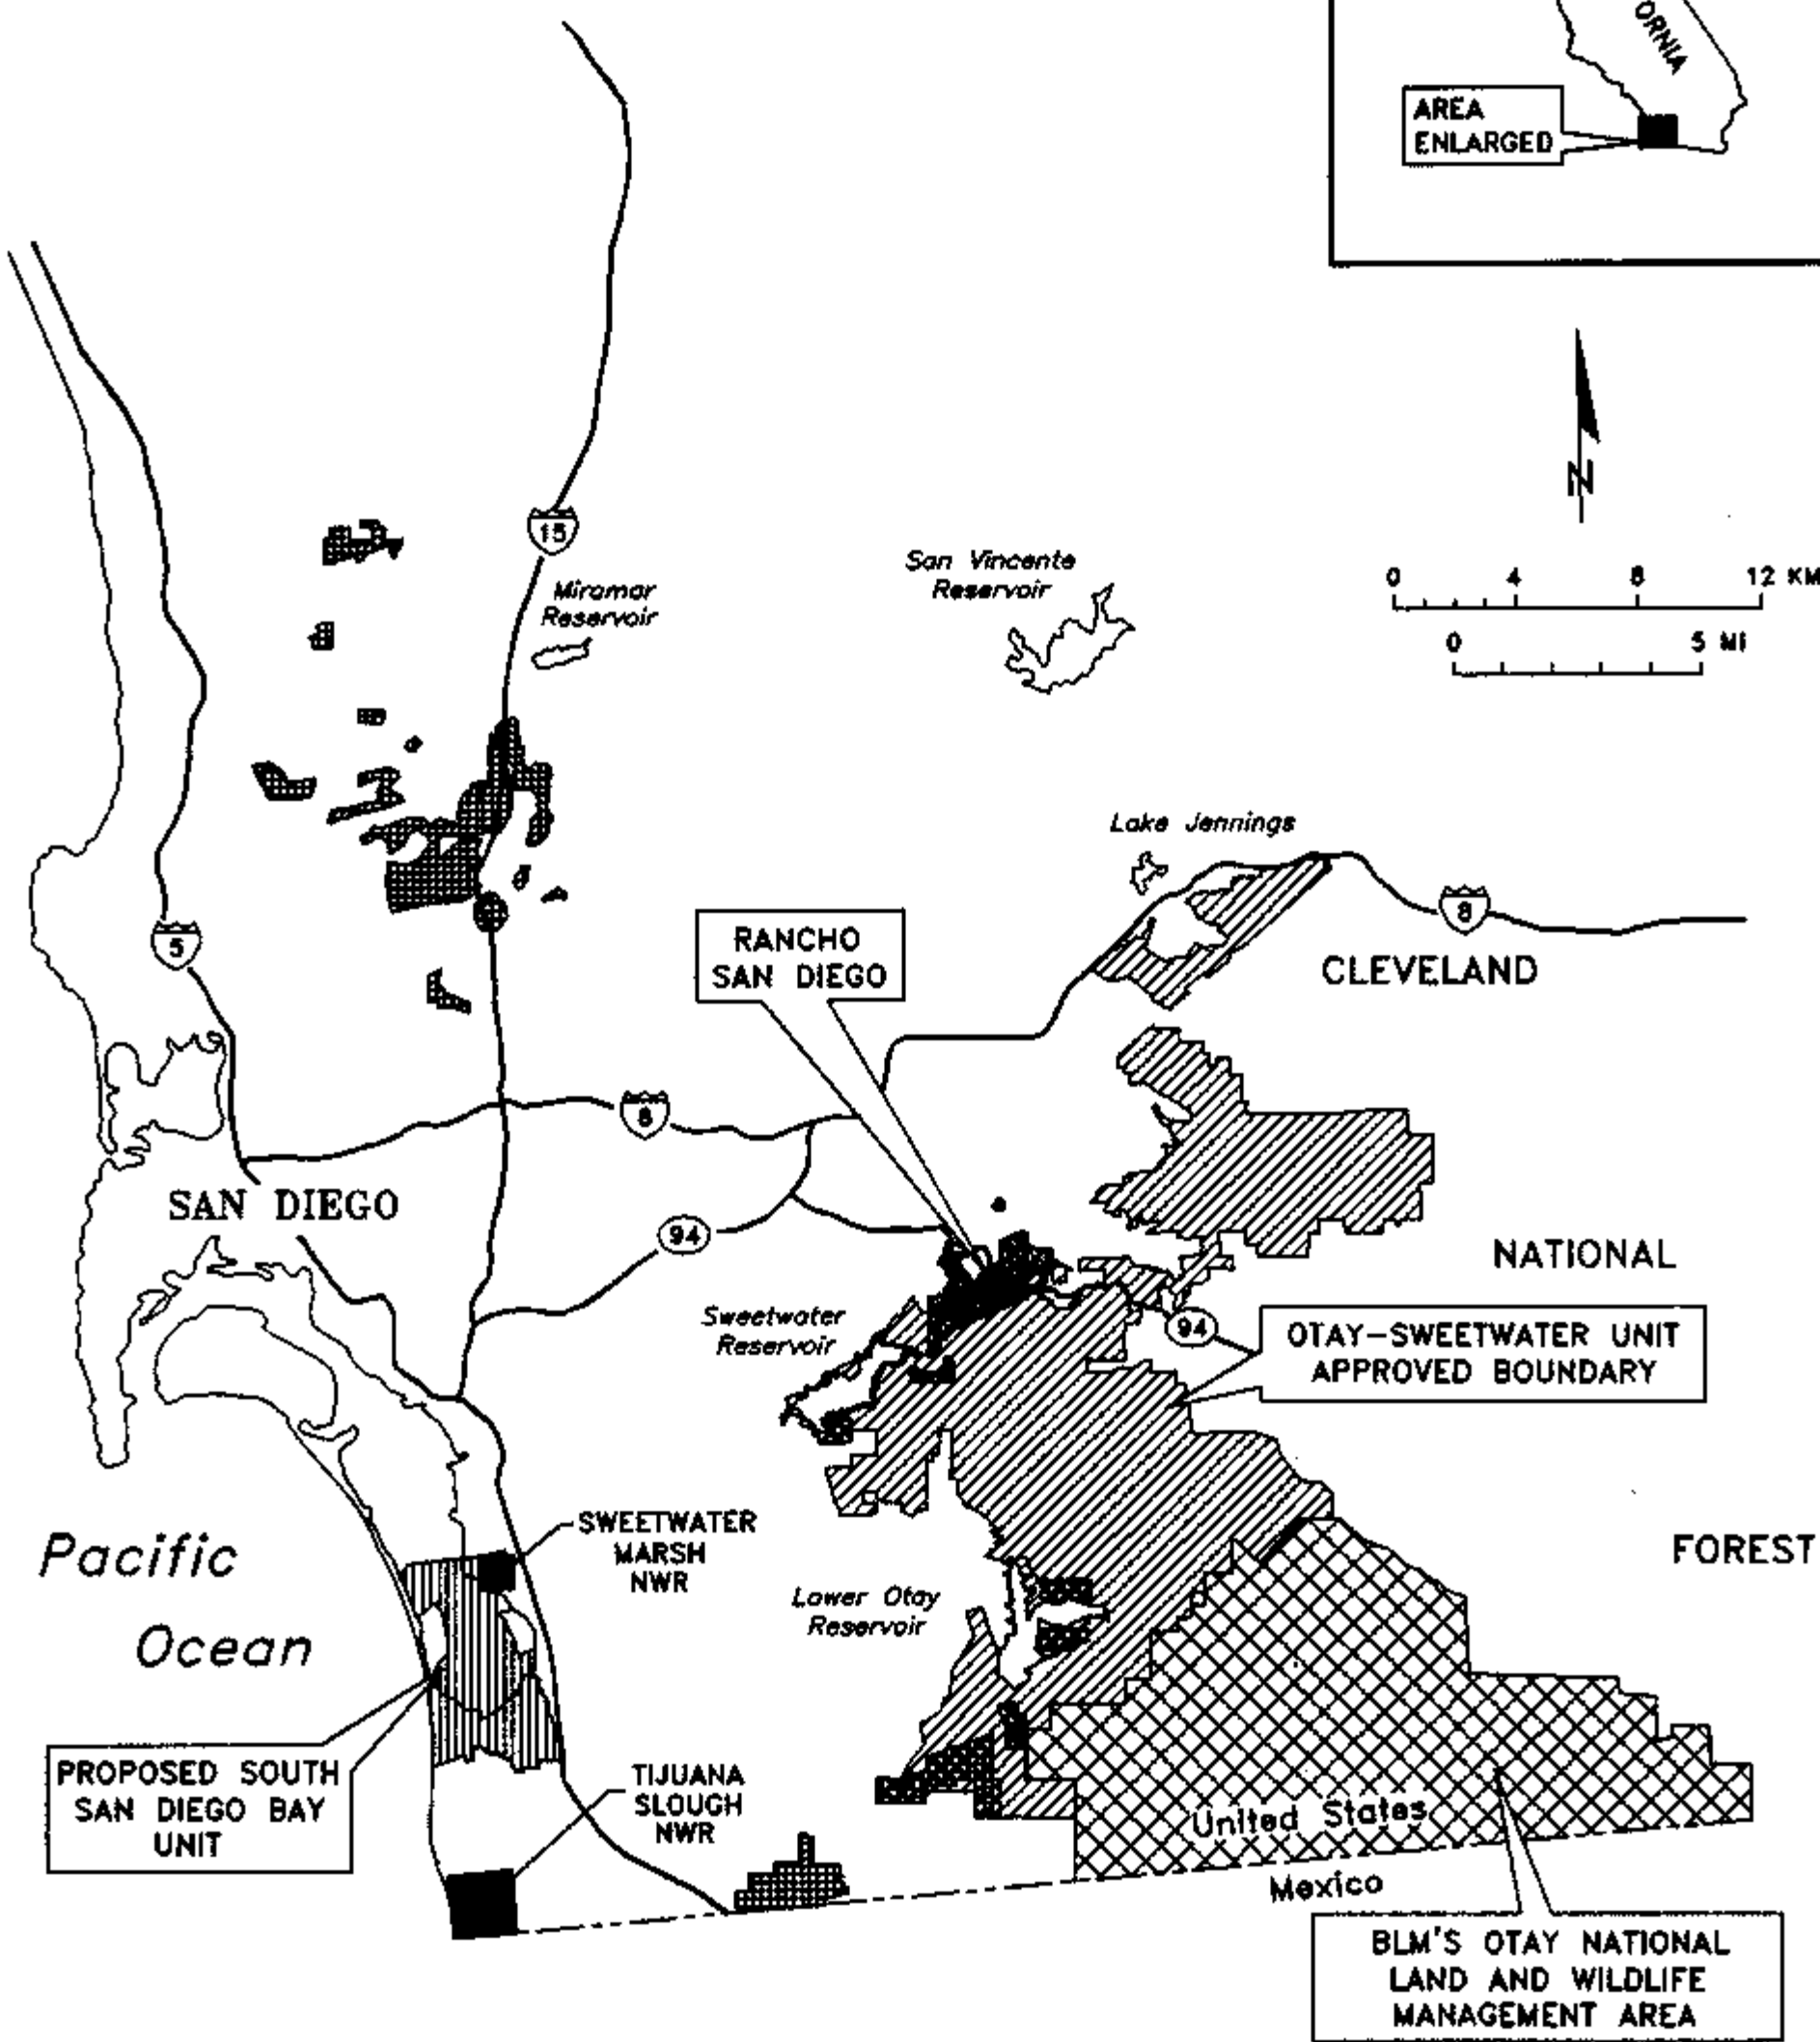 ORNIA
AREA
ENLARGED
N
0 4 8 12 KM
0 5 MI
15
Miramar
Reservoir
San Vincente
Reservoir
Lake Jennings
8
5
RANCHO
SAN DIEGO
CLEVELAND
8
SAN DIEGO
94
NATIONAL
Sweetwater
Reservoir
94
OTAY-SWEETWATER UNIT
APPROVED BOUNDARY
Pacific
Ocean
SWEETWATER
MARSH
NWR
FOREST
Lower Otay
Reservoir
PROPOSED SOUTH
SAN DIEGO BAY
UNIT
TIJUANA
SLOUGH
NWR
United States
Mexico
BLM'S OTAY NATIONAL
LAND AND WILDLIFE
MANAGEMENT AREA